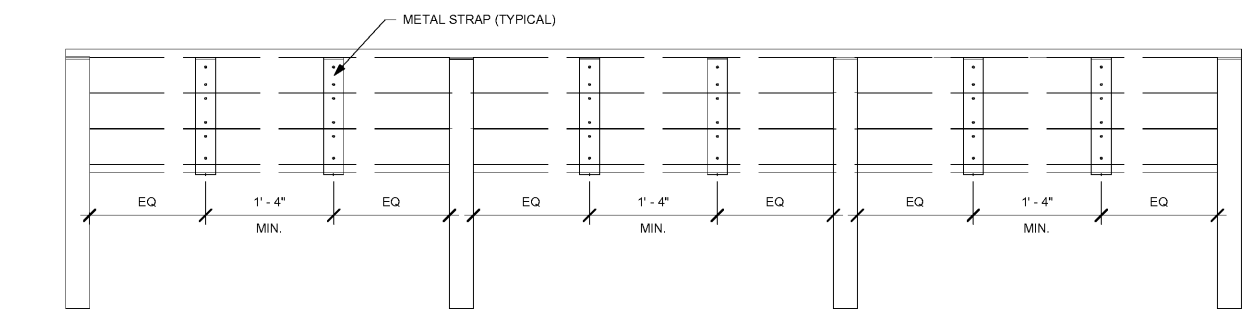 METAL STRAP (TYPICAL)
EQ
1' - 4"
EQ
EQ
1' - 4"
EQ
EQ
1' - 4"
EQ
MIN.
MIN.
MIN.